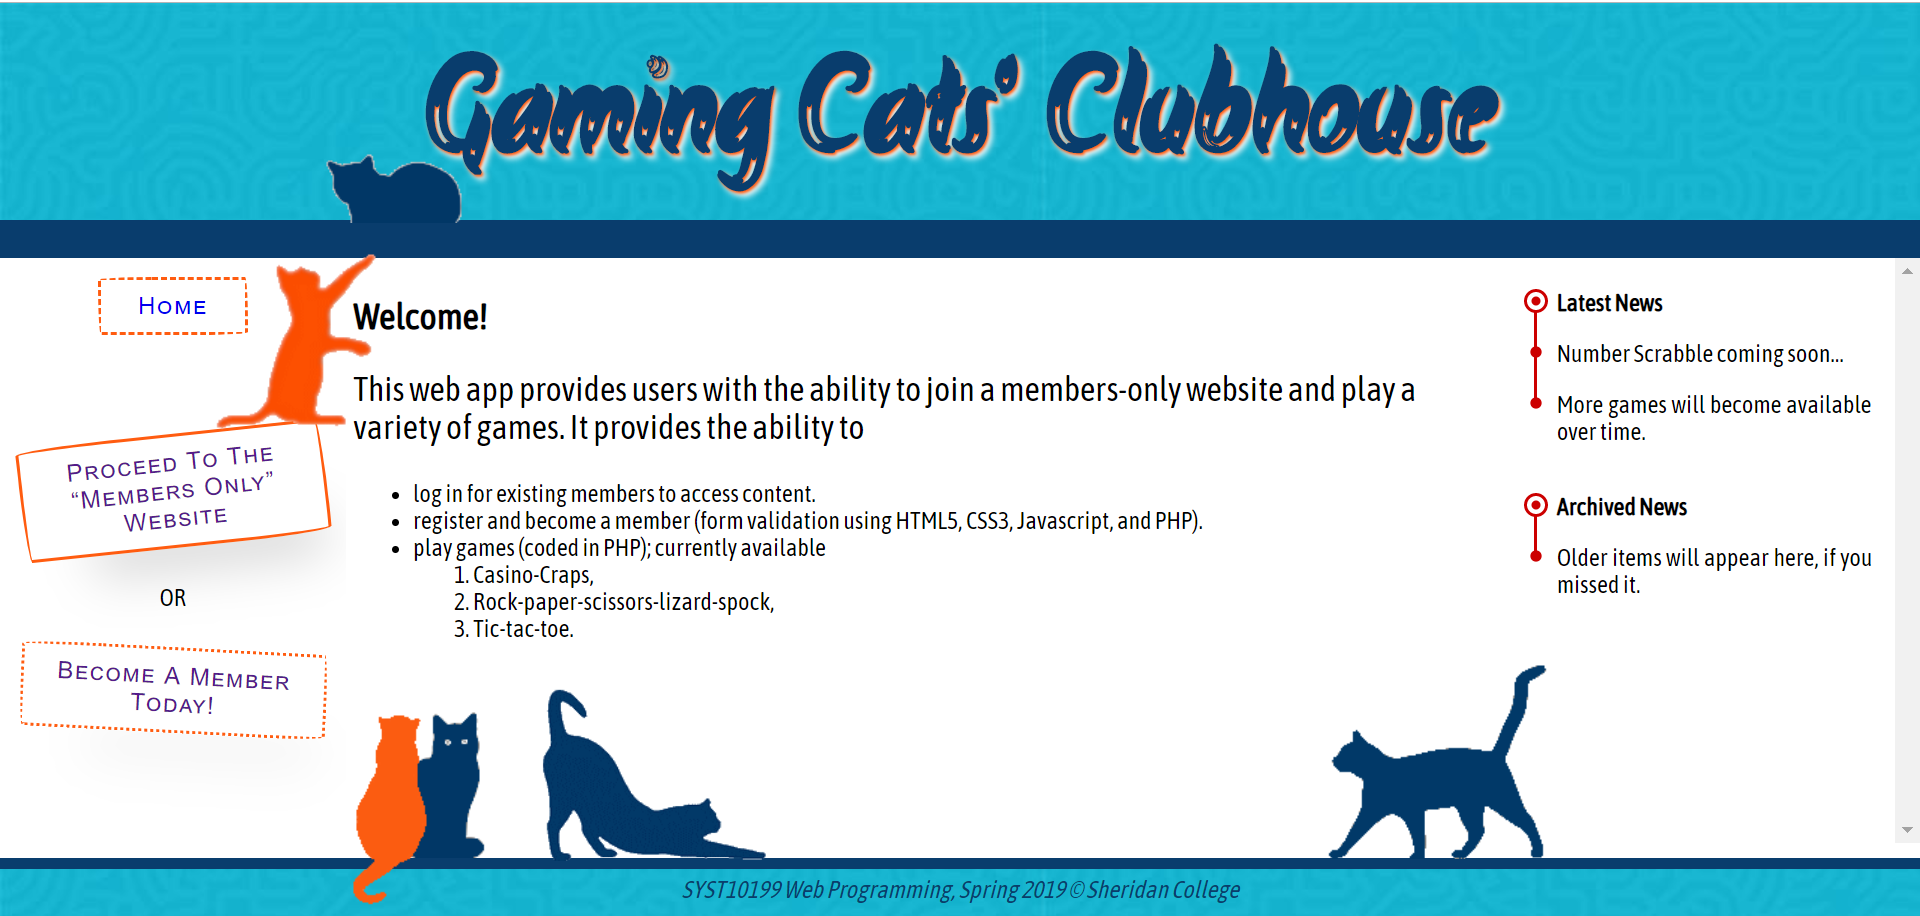 Gaming Cats' Clubhouse
Home
Proceed To The
“Members Only”
Website
OR
Become A Member
Today!
Welcome!
This web app provides users with the ability to join a members-only website and play a
variety of games. It provides the ability to
• log in for existing members to access content.
• register and become a member (form validation using HTML5, CSS3, Javascript, and PHP).
• play games (coded in PHP); currently available
1. Casino-Craps,
2. Rock-paper-scissors-lizard-spock,
3. Tic-tac-toe.
Latest News
Number Scrabble coming soon...
More games will become available
over time.
Archived News
Older items will appear here, if you
missed it.
SYST10199 Web Programming, Spring 2019 © Sheridan College